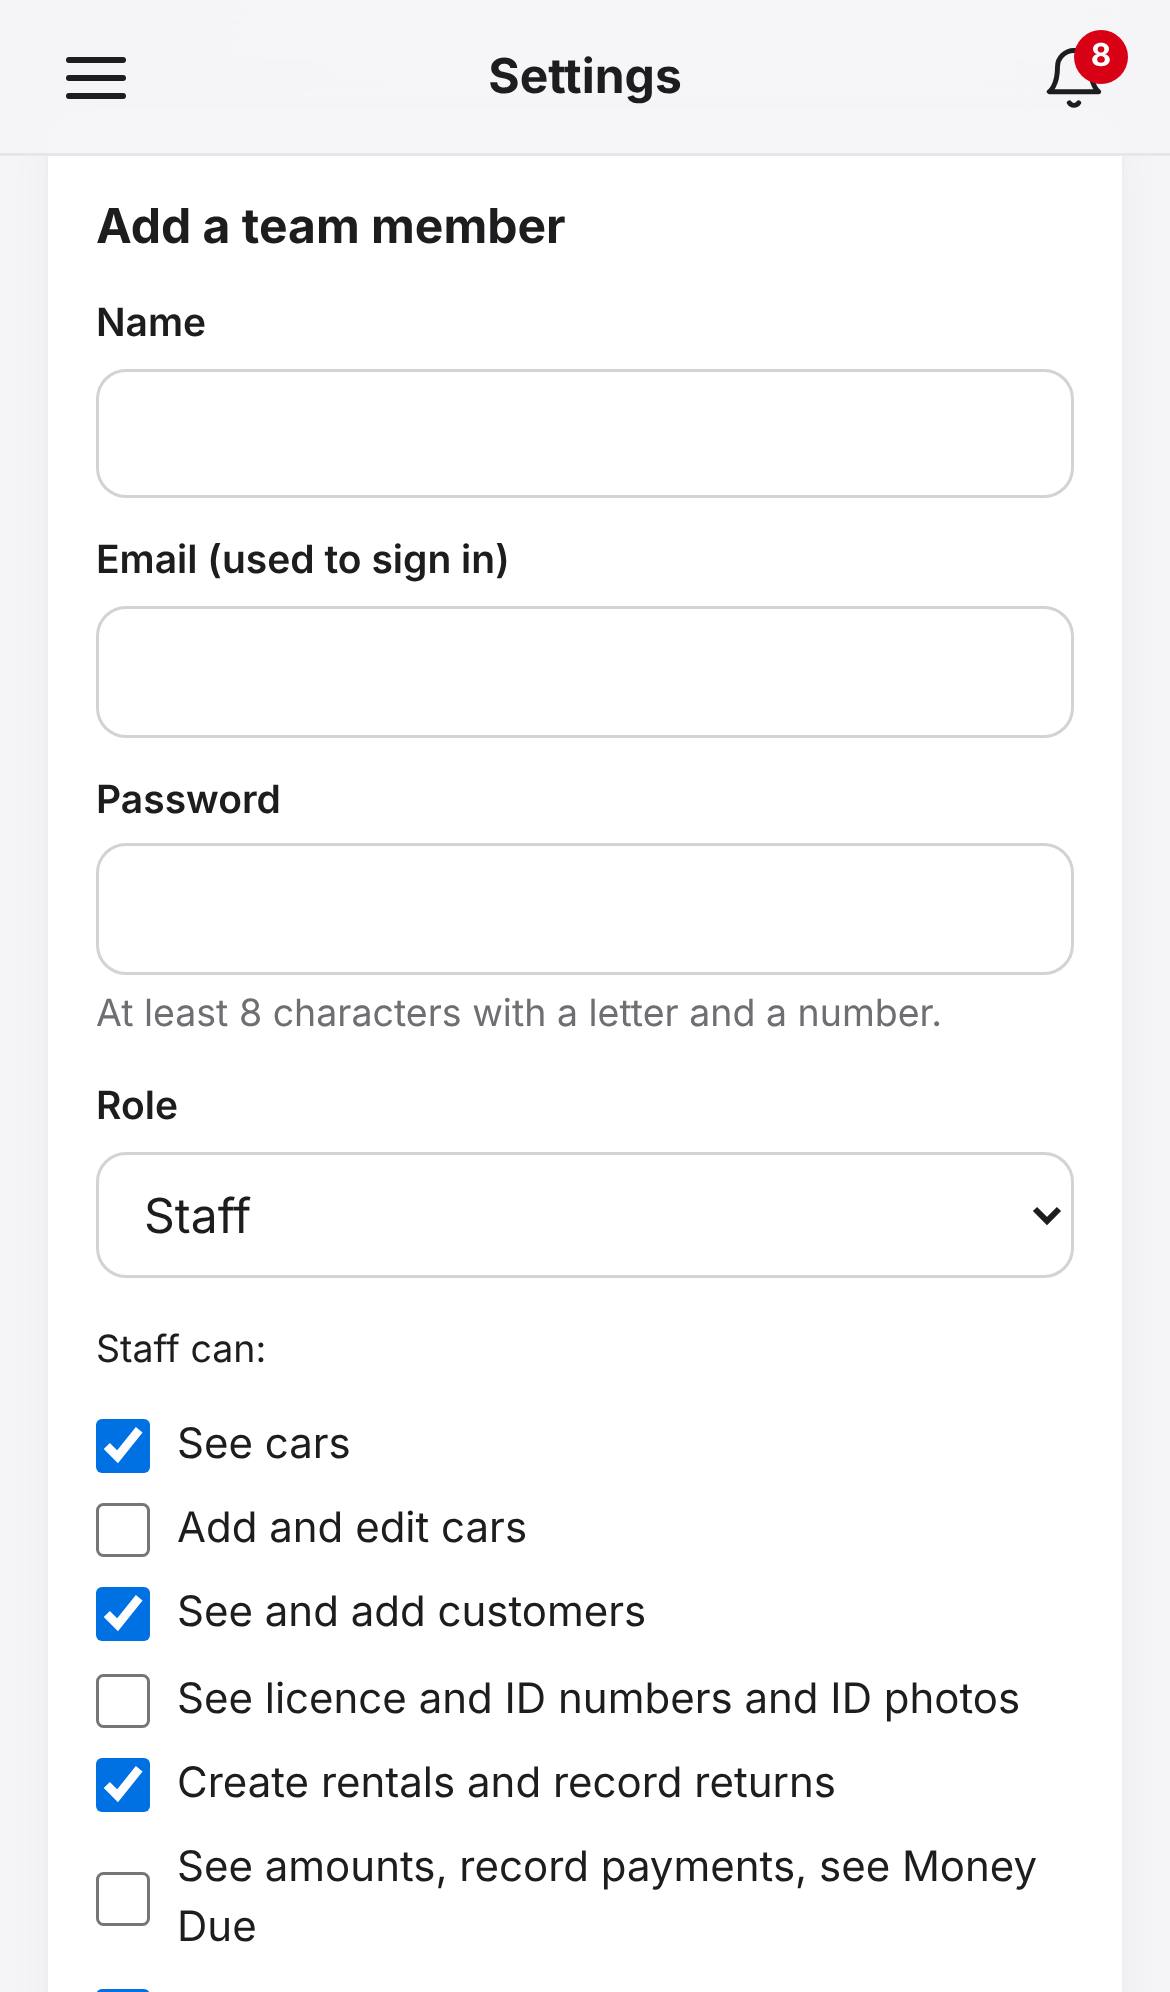 Settings
8
Add a team member
Name
Email (used to sign in)
Password
At least 8 characters with a letter and a number.
Role
Staff
Staff can:
See cars
Add and edit cars
See and add customers
See licence and ID numbers and ID photos
Create rentals and record returns
See amounts, record payments, see Money
Due